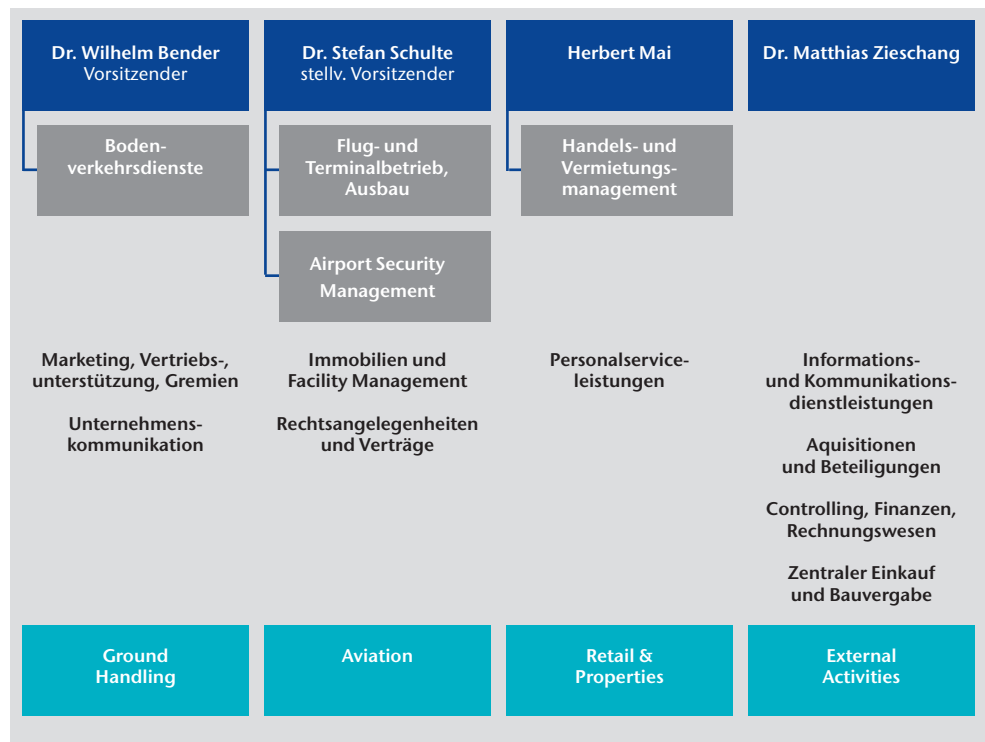 Dr. Wilhelm Bender
Vorsitzender
Dr. Stefan Schulte
stellv. Vorsitzender
Herbert Mai
Dr. Matthias Zieschang
Boden-
verkehrsdienste
Flug- und
Terminalbetrieb,
Ausbau
Handels- und
Vermietungs-
management
Airport Security
Management
Marketing, Vertriebs-,
unterstützung, Gremien
Unternehmens-
kommunikation
Immobilien und
Facility Management
Rechtsangelegenheiten
und Verträge
Personalservice-
leistungen
Informations-
und Kommunikations-
dienstleistungen
Aquisitionen
und Beteiligungen
Controlling, Finanzen,
Rechnungswesen
Zentraler Einkauf
und Bauvergabe
Ground
Handling
Aviation
Retail &
Properties
External
Activities